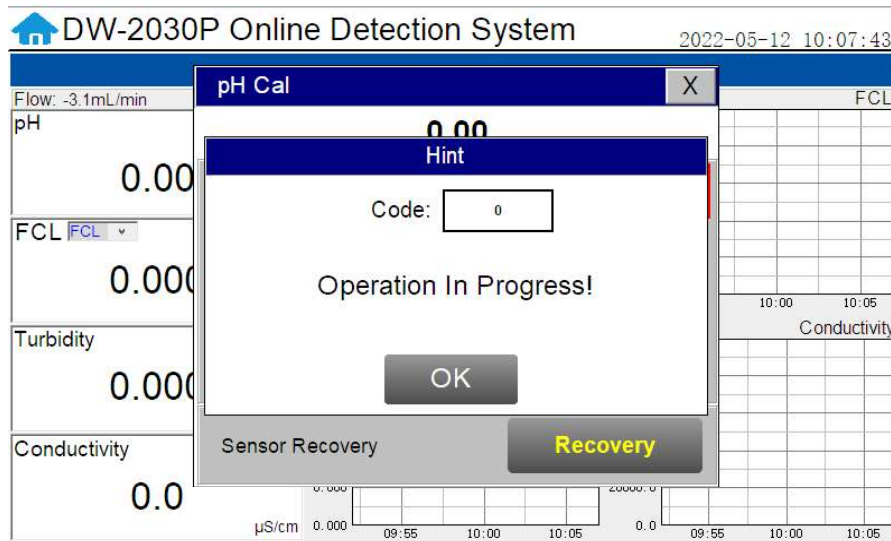 DW-2030P Online Detection System
2022-05-12 10:07:43
Flow: -3.1mL/min
FCL
pH
0.00
FCL FCL
0.000
Turbidity
0.000
Conductivity
0.0
µS/cm
pH Cal X
0.00
Hint
Code: 0
Operation In Progress!
OK
Sensor Recovery Recovery
10:00 10:05
Conductivity
0.000
09:55 10:00 10:05
20000.0
0.0
09:55 10:00 10:05